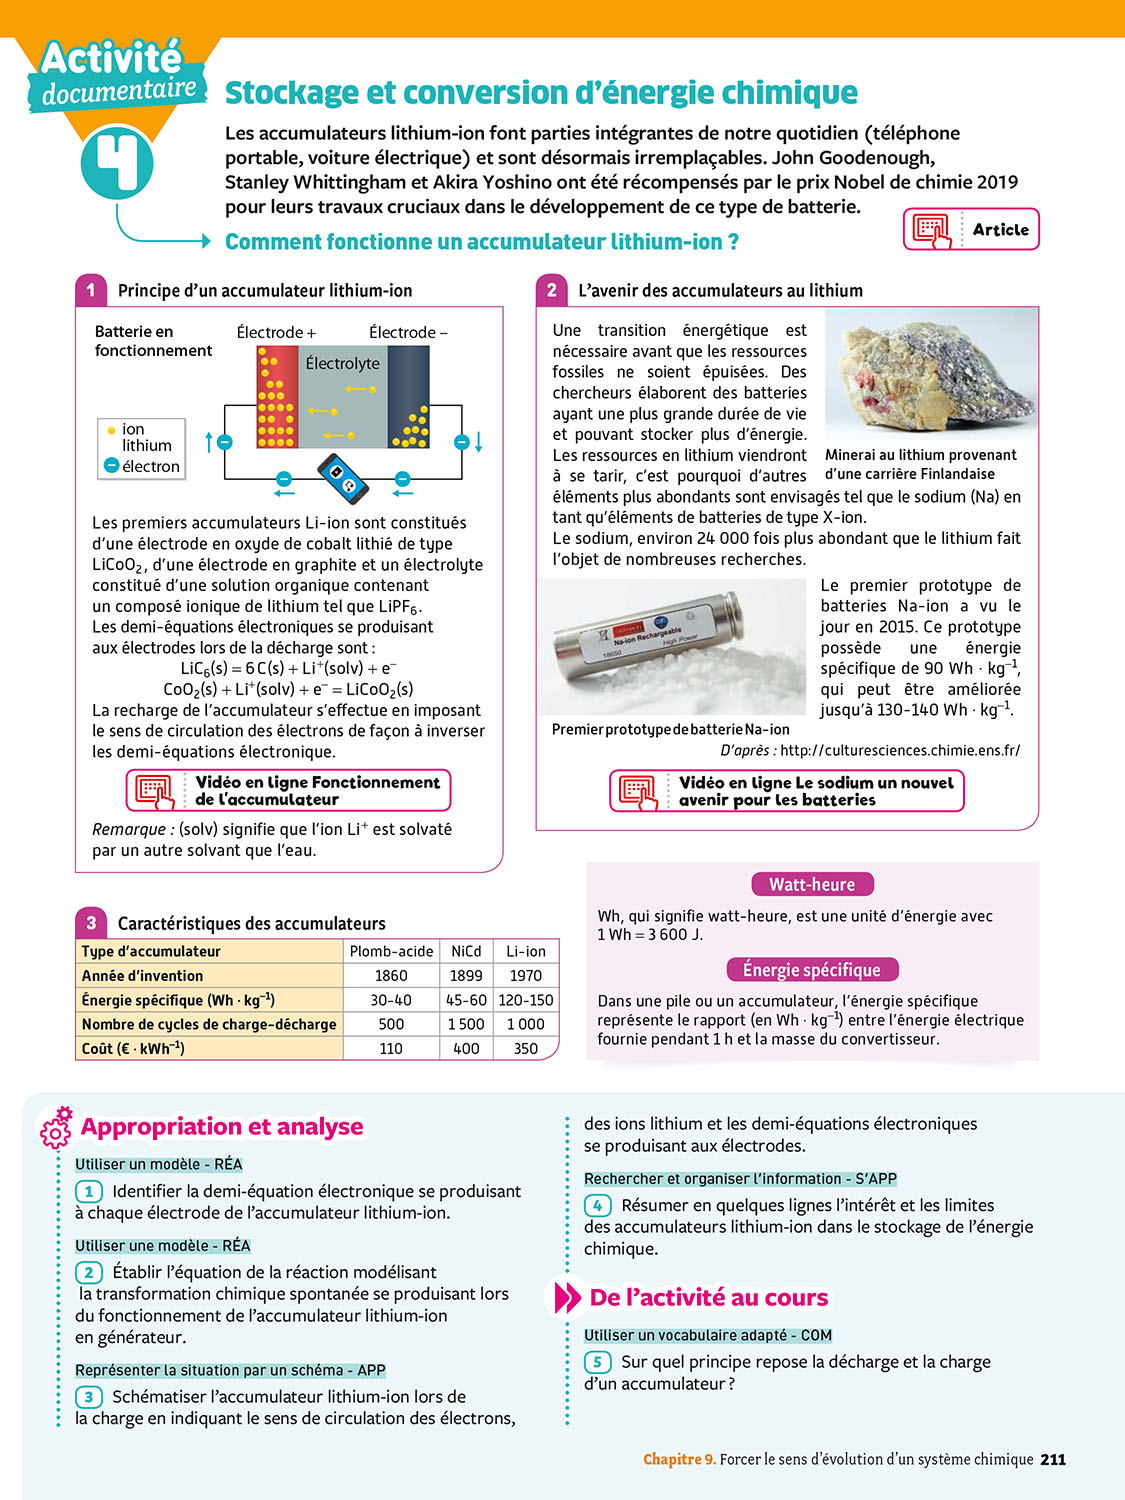 Activité
documentaire
4
Stockage et conversion d'énergie chimique
Les accumulateurs lithium-ion font parties intégrantes de notre quotidien (téléphone
portable, voiture électrique) et sont désormais irremplaçables. John Goodenough,
Stanley Whittingham et Akira Yoshino ont été récompensés par le prix Nobel de chimie 2019
pour leurs travaux cruciaux dans le développement de ce type de batterie.
Comment fonctionne un accumulateur lithium-ion ?
Article
1 Principe d'un accumulateur lithium-ion
Batterie en
fonctionnement
Électrode +
Électrode –
Électrolyte
ion
lithium
électron
Les premiers accumulateurs Li-ion sont constitués
d'une électrode en oxyde de cobalt lithié de type
LiCoO₂, d'une électrode en graphite et un électrolyte
constitué d'une solution organique contenant
un composé ionique de lithium tel que LiPF₆.
Les demi-équations électroniques se produisant
aux électrodes lors de la décharge sont :
LiC₆(s) = 6 C(s) + Li⁺(solv) + e⁻
CoO₂(s) + Li⁺(solv) + e⁻ = LiCoO₂(s)
La recharge de l'accumulateur s'effectue en imposant
le sens de circulation des électrons de façon à inverser
les demi-équations électronique.
Vidéo en ligne Fonctionnement
de l'accumulateur
Remarque : (solv) signifie que l'ion Li⁺ est solvaté
par un autre solvant que l'eau.
2 L'avenir des accumulateurs au lithium
Une transition énergétique est
nécessaire avant que les ressources
fossiles ne soient épuisées. Des
chercheurs élaborent des batteries
ayant une plus grande durée de vie
et pouvant stocker plus d'énergie.
Les ressources en lithium viendront
à se tarir, c'est pourquoi d'autres
éléments plus abondants sont envisagés tel que le sodium (Na) en
tant qu'éléments de batteries de type X-ion.
Le sodium, environ 24 000 fois plus abondant que le lithium fait
l'objet de nombreuses recherches.
Minerai au lithium provenant
d'une carrière Finlandaise
Na-ion Rechargeable
18650
High Power
Le premier prototype de
batteries Na-ion a vu le
jour en 2015. Ce prototype
possède une énergie
spécifique de 90 Wh · kg⁻¹,
qui peut être améliorée
jusqu'à 130-140 Wh · kg⁻¹.
Premier prototype de batterie Na-ion
D'après : http://culturesciences.chimie.ens.fr/
Vidéo en ligne Le sodium un nouvel
avenir pour les batteries
Watt-heure
Wh, qui signifie watt-heure, est une unité d'énergie avec
1 Wh = 3 600 J.
Énergie spécifique
Dans une pile ou un accumulateur, l'énergie spécifique
représente le rapport (en Wh · kg⁻¹) entre l'énergie électrique
fournie pendant 1 h et la masse du convertisseur.
3 Caractéristiques des accumulateurs
Type d'accumulateur Plomb-acide NiCd Li-ion
Année d'invention 1860 1899 1970
Énergie spécifique (Wh · kg⁻¹) 30-40 45-60 120-150
Nombre de cycles de charge-décharge 500 1 500 1 000
Coût (€ · kWh⁻¹) 110 400 350
Appropriation et analyse
Utiliser un modèle - RÉA
1 Identifier la demi-équation électronique se produisant
à chaque électrode de l'accumulateur lithium-ion.
Utiliser une modèle - RÉA
2 Établir l'équation de la réaction modélisant
la transformation chimique spontanée se produisant lors
du fonctionnement de l'accumulateur lithium-ion
en générateur.
Représenter la situation par un schéma - APP
3 Schématiser l'accumulateur lithium-ion lors de
la charge en indiquant le sens de circulation des électrons,
des ions lithium et les demi-équations électroniques
se produisant aux électrodes.
Rechercher et organiser l'information - S'APP
4 Résumer en quelques lignes l'intérêt et les limites
des accumulateurs lithium-ion dans le stockage de l'énergie
chimique.
De l'activité au cours
Utiliser un vocabulaire adapté - COM
5 Sur quel principe repose la décharge et la charge
d'un accumulateur ?
Chapitre 9. Forcer le sens d'évolution d'un système chimique 211